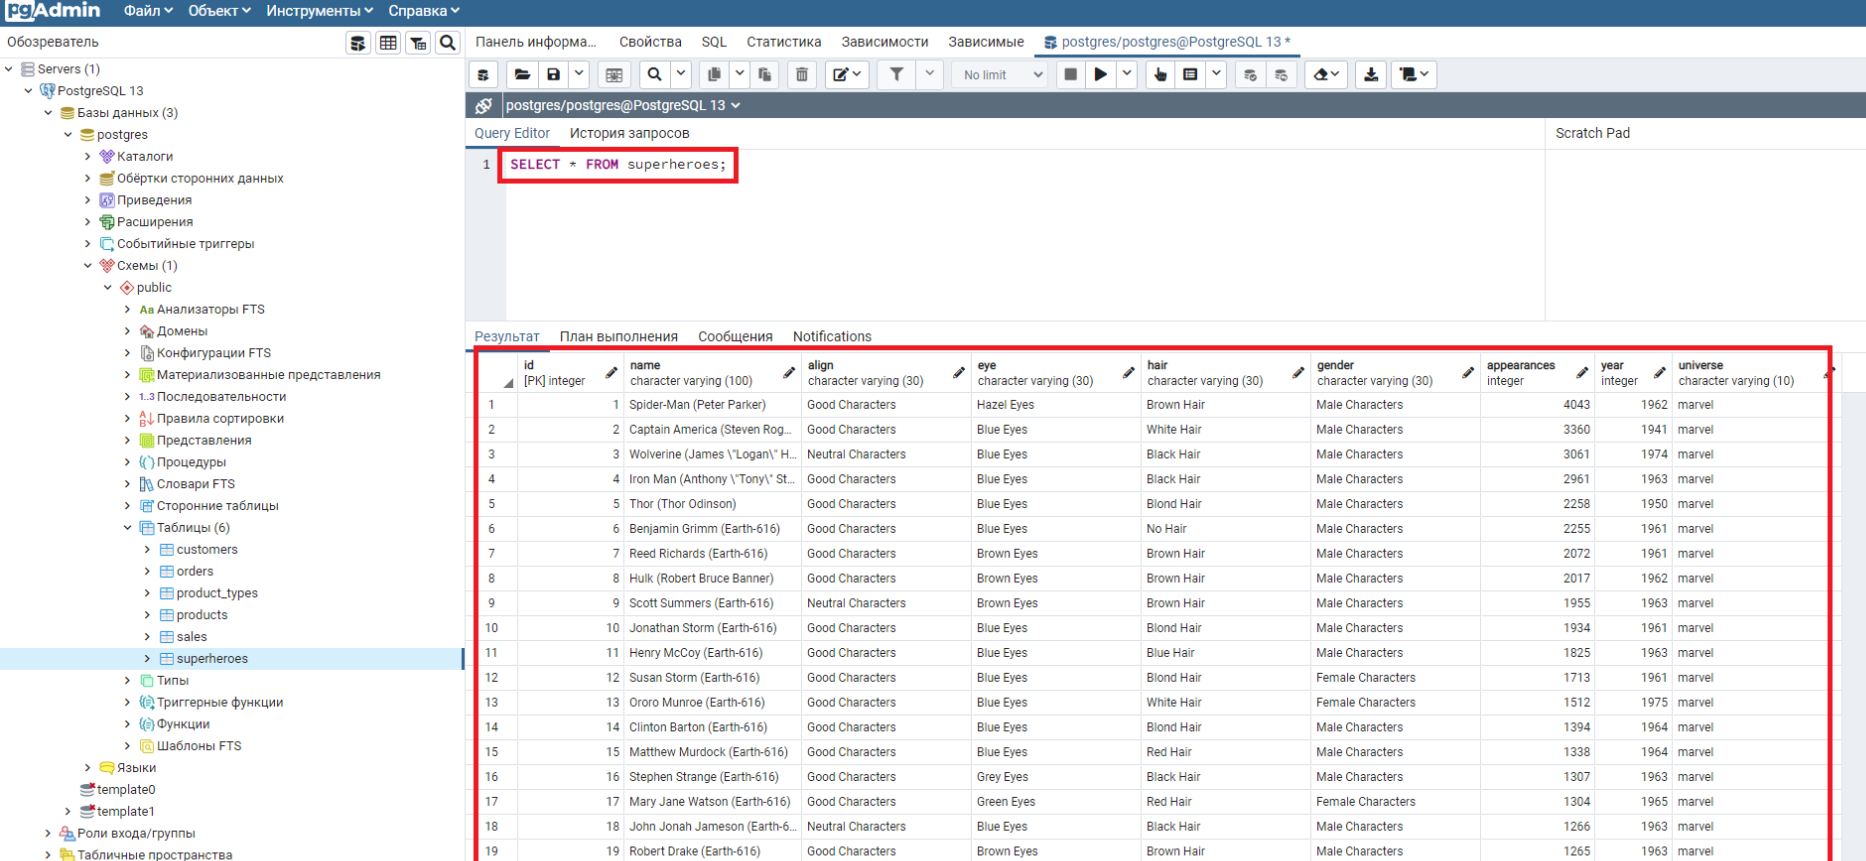 pgAdmin Файл Объект Инструменты Справка
Обозреватель
Servers (1)
PostgreSQL 13
Базы данных (3)
postgres
Каталоги
Обёртки сторонних данных
Приведения
Расширения
Событийные триггеры
Схемы (1)
public
Aa Анализаторы FTS
Домены
Конфигурации FTS
Материализованные представления
1..3 Последовательности
Правила сортировки
Представления
Процедуры
Словари FTS
Сторонние таблицы
Таблицы (6)
customers
orders
product_types
products
sales
superheroes
Типы
Триггерные функции
Функции
Шаблоны FTS
Языки
template0
template1
Роли входа/группы
Табличные пространства
Панель информа... Свойства SQL Статистика Зависимости Зависимые postgres/postgres@PostgreSQL 13 *
No limit
postgres/postgres@PostgreSQL 13
Query Editor История запросов Scratch Pad
1 SELECT * FROM superheroes;
Результат План выполнения Сообщения Notifications
id name align eye hair gender appearances year universe
[PK] integer character varying (100) character varying (30) character varying (30) character varying (30) character varying (30) integer integer character varying (10)
1 1 Spider-Man (Peter Parker) Good Characters Hazel Eyes Brown Hair Male Characters 4043 1962 marvel
2 2 Captain America (Steven Rog... Good Characters Blue Eyes White Hair Male Characters 3360 1941 marvel
3 3 Wolverine (James \"Logan\" H... Neutral Characters Blue Eyes Black Hair Male Characters 3061 1974 marvel
4 4 Iron Man (Anthony \"Tony\" St... Good Characters Blue Eyes Black Hair Male Characters 2961 1963 marvel
5 5 Thor (Thor Odinson) Good Characters Blue Eyes Blond Hair Male Characters 2258 1950 marvel
6 6 Benjamin Grimm (Earth-616) Good Characters Blue Eyes No Hair Male Characters 2255 1961 marvel
7 7 Reed Richards (Earth-616) Good Characters Brown Eyes Brown Hair Male Characters 2072 1961 marvel
8 8 Hulk (Robert Bruce Banner) Good Characters Brown Eyes Brown Hair Male Characters 2017 1962 marvel
9 9 Scott Summers (Earth-616) Neutral Characters Brown Eyes Brown Hair Male Characters 1955 1963 marvel
10 10 Jonathan Storm (Earth-616) Good Characters Blue Eyes Blond Hair Male Characters 1934 1961 marvel
11 11 Henry McCoy (Earth-616) Good Characters Blue Eyes Blue Hair Male Characters 1825 1963 marvel
12 12 Susan Storm (Earth-616) Good Characters Blue Eyes Blond Hair Female Characters 1713 1961 marvel
13 13 Ororo Munroe (Earth-616) Good Characters Blue Eyes White Hair Female Characters 1512 1975 marvel
14 14 Clinton Barton (Earth-616) Good Characters Blue Eyes Blond Hair Male Characters 1394 1964 marvel
15 15 Matthew Murdock (Earth-616) Good Characters Blue Eyes Red Hair Male Characters 1338 1964 marvel
16 16 Stephen Strange (Earth-616) Good Characters Grey Eyes Black Hair Male Characters 1307 1963 marvel
17 17 Mary Jane Watson (Earth-616) Good Characters Green Eyes Red Hair Female Characters 1304 1965 marvel
18 18 John Jonah Jameson (Earth-6... Neutral Characters Blue Eyes Black Hair Male Characters 1266 1963 marvel
19 19 Robert Drake (Earth-616) Good Characters Brown Eyes Brown Hair Male Characters 1265 1963 marvel